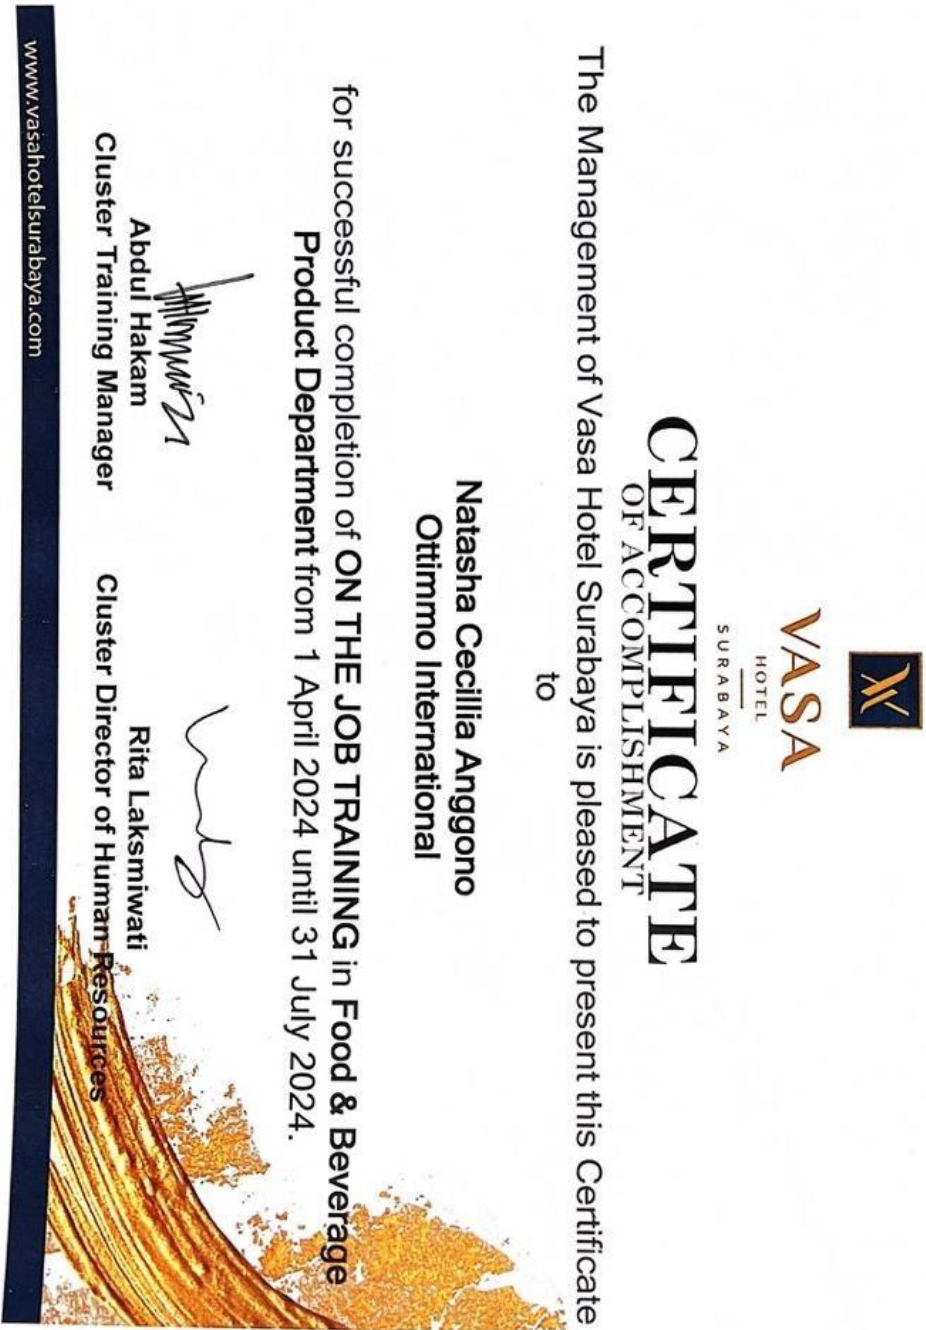 VASA
HOTEL
SURABAYA
CERTIFICATE
OF ACCOMPLISHMENT
The Management of Vasa Hotel Surabaya is pleased to present this Certificate
to
Natasha Cecillia Anggono
Ottimmo International
for successful completion of ON THE JOB TRAINING in Food & Beverage
Product Department from 1 April 2024 until 31 July 2024.
Abdul Hakam
Cluster Training Manager
Rita Laksmiwati
Cluster Director of Human Resources
www.vasahotelsurabaya.com